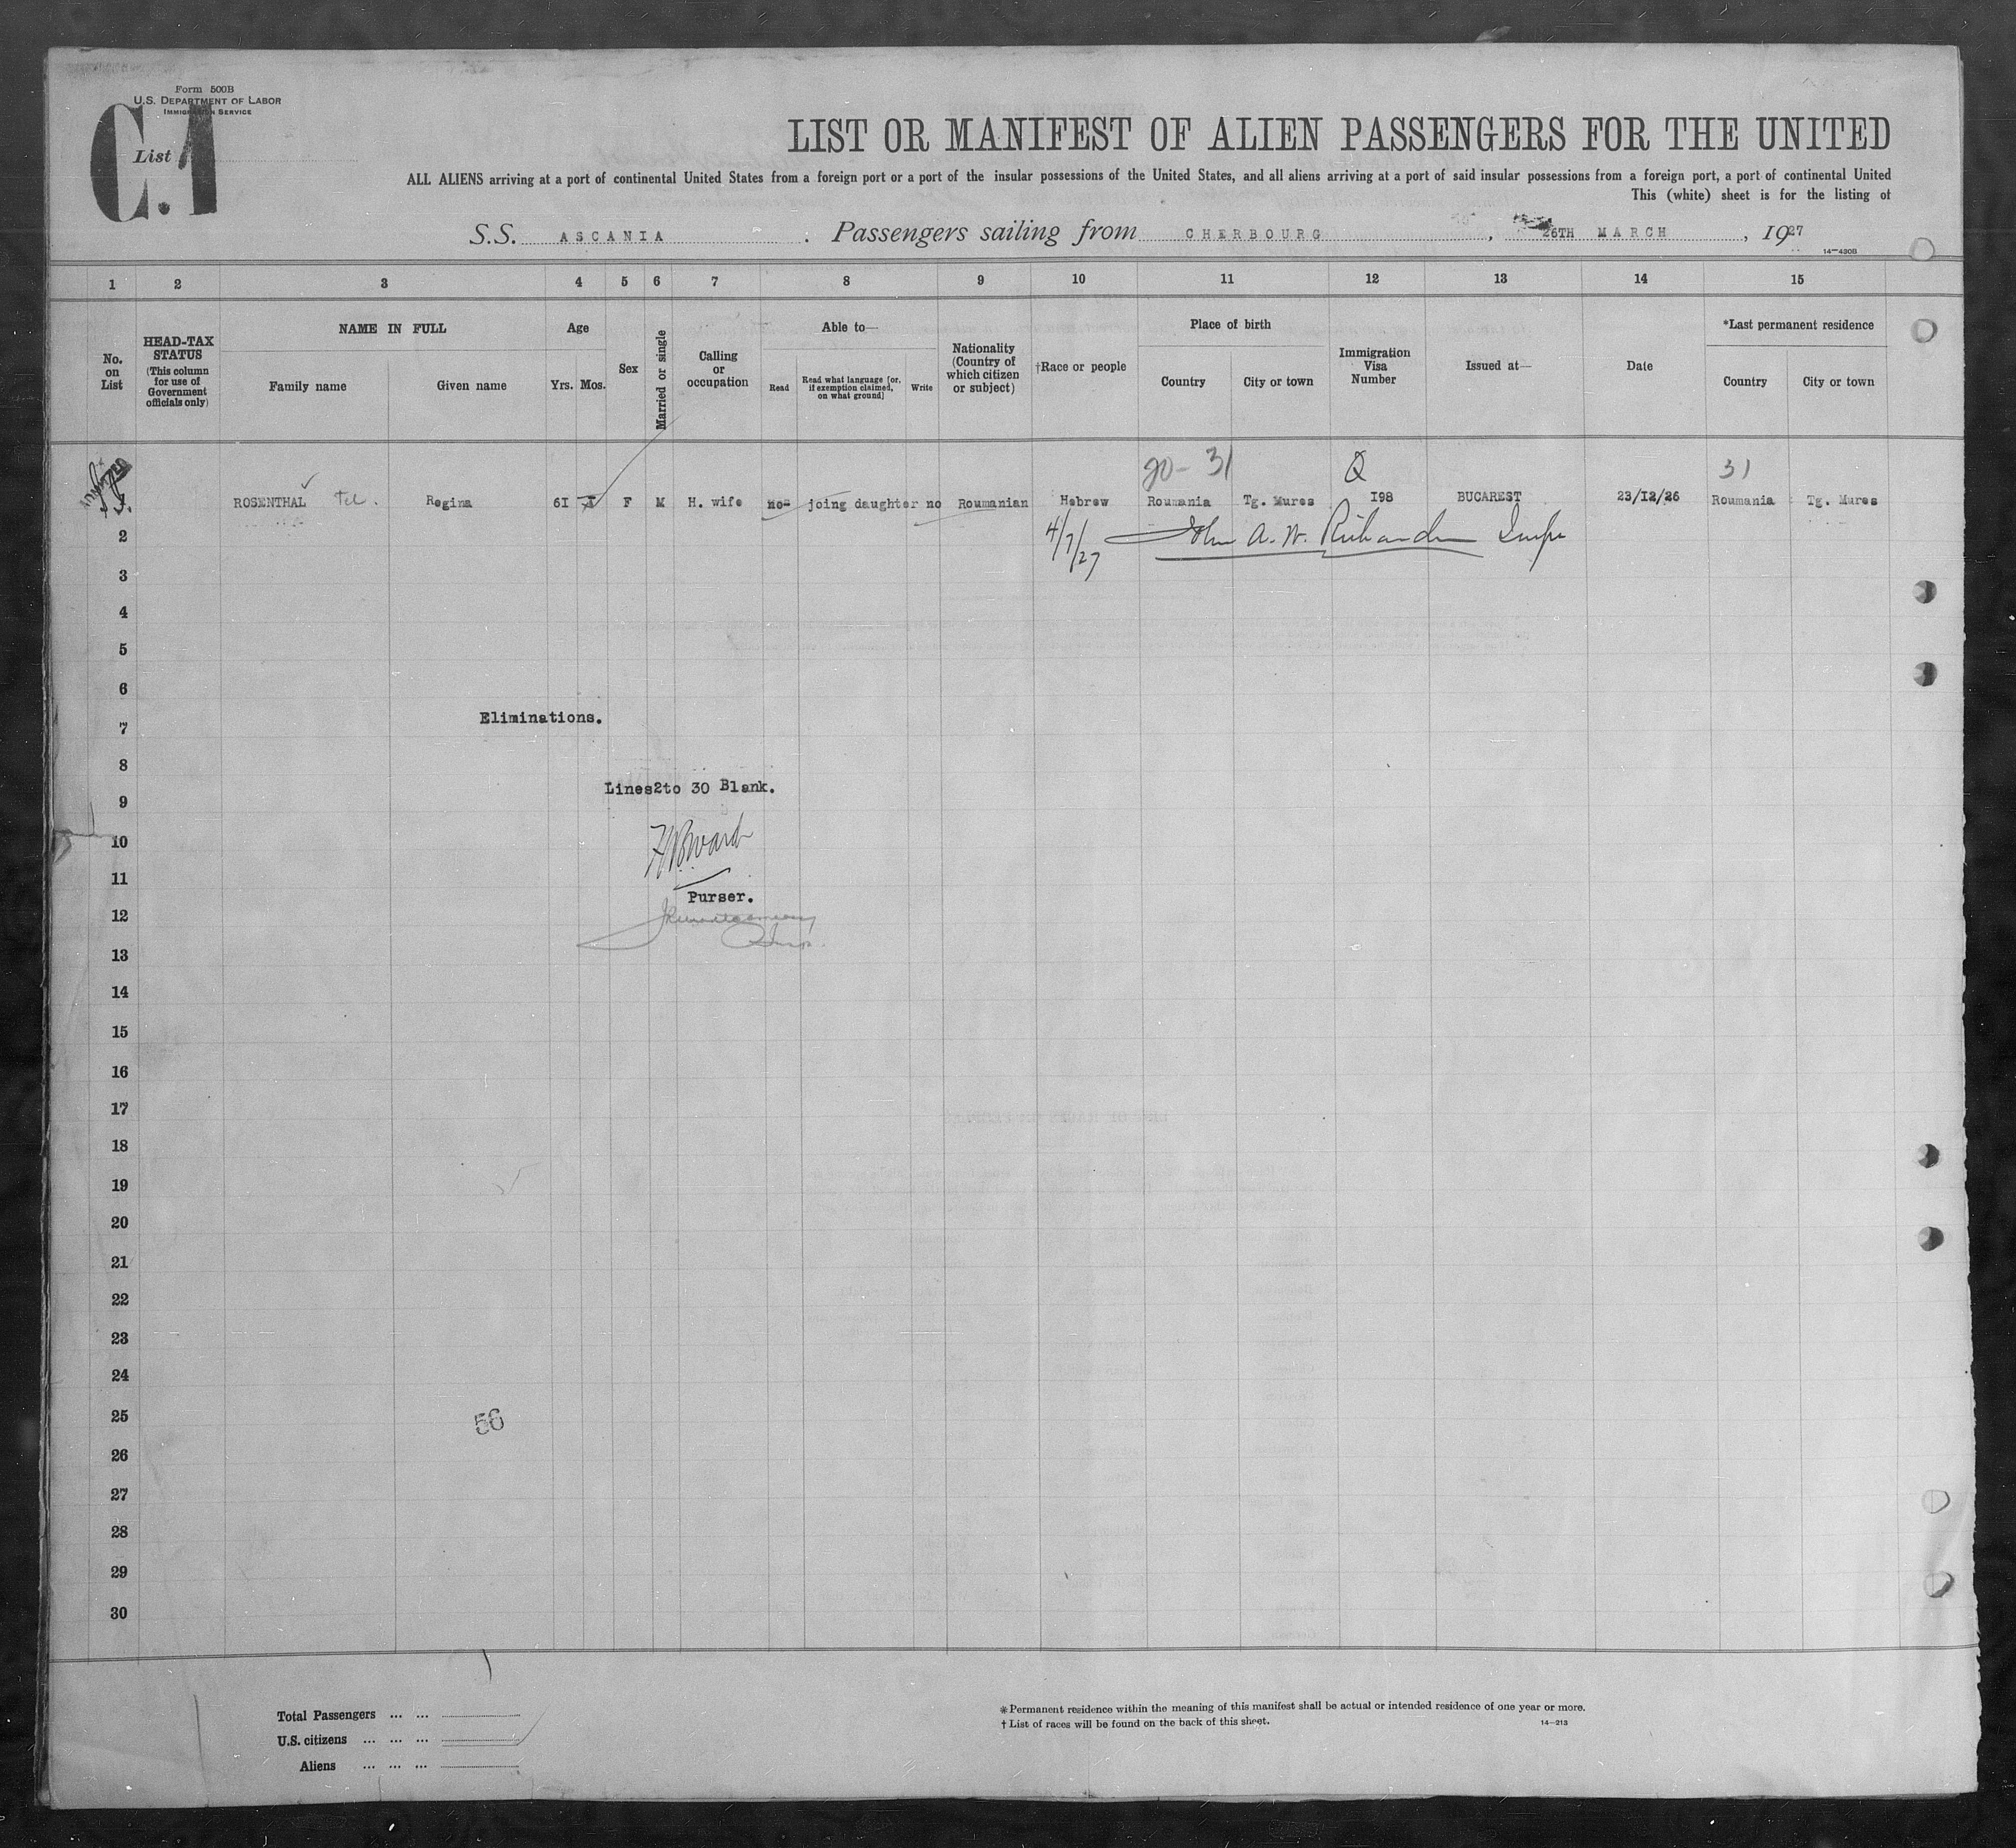 Form 500B
U.S. DEPARTMENT OF LABOR
IMMIGRATION SERVICE
List
C.1
LIST OR MANIFEST OF ALIEN PASSENGERS FOR THE UNITED
ALL ALIENS arriving at a port of continental United States from a foreign port or a port of the insular possessions of the United States, and all aliens arriving at a port of said insular possessions from a foreign port, a port of continental United
This (white) sheet is for the listing of
S.S. ASCANIA : Passengers sailing from CHERBOURG, 26TH MARCH, 1927
14—430B
1 2 3 4 5 6 7 8 9 10 11 12 13 14 15
No. on List
HEAD-TAX STATUS
(This column for use of Government officials only)
NAME IN FULL
Family name
Given name
Age
Yrs. Mos.
Sex
Married or single
Calling or occupation
Able to—
Read
Read what language [or, if exemption claimed, on what ground]
Write
Nationality (Country of which citizen or subject)
†Race or people
Place of birth
Country
City or town
Immigration Visa Number
Issued at—
Date
*Last permanent residence
Country
City or town
20- 31 Q 31
ROSENTHAL Regina 6I F M H. wife no- joing daughter no Roumanian Hebrew Roumania Tg. Mures I98 BUCAREST 23/12/26 Roumania Tg. Mures
2 4/7/27 John A. W. Richardson Insp
3
4
5
6
Eliminations.
7
8
Lines2to 30 Blank.
9
10
11
Purser.
12
13
14
15
16
17
18
19
20
21
22
23
24
25
56
26
27
28
29
30
Total Passengers ... ...
U.S. citizens ... ... ...
Aliens ... ... ...
*Permanent residence within the meaning of this manifest shall be actual or intended residence of one year or more.
† List of races will be found on the back of this sheet.
14—213